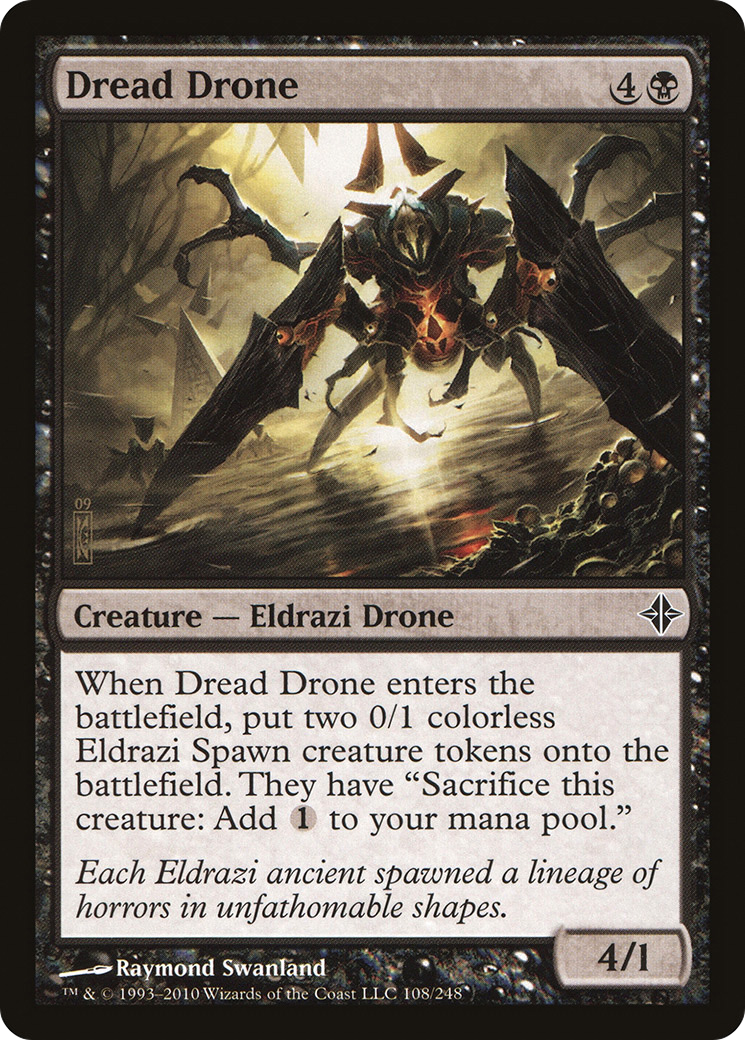 Dread Drone 4
09
Creature — Eldrazi Drone
When Dread Drone enters the
battlefield, put two 0/1 colorless
Eldrazi Spawn creature tokens onto the
battlefield. They have “Sacrifice this
creature: Add 1 to your mana pool.”
Each Eldrazi ancient spawned a lineage of
horrors in unfathomable shapes.
4/1
Raymond Swanland
™ & © 1993–2010 Wizards of the Coast LLC 108/248